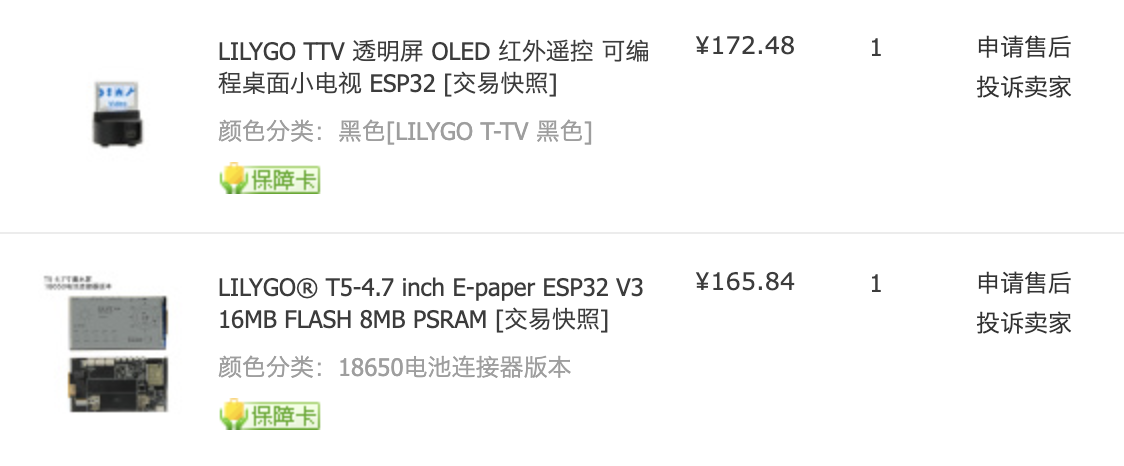 LILYGO TTV 透明屏 OLED 红外遥控 可编
程桌面小电视 ESP32 [交易快照]
颜色分类：黑色[LILYGO T-TV 黑色]
保障卡
¥172.48
1
申请售后
投诉卖家
Video
T5 4.7寸墨水屏
18650电池连接器版本
LILYGO® T5-4.7 inch E-paper ESP32 V3
16MB FLASH 8MB PSRAM [交易快照]
颜色分类：18650电池连接器版本
保障卡
¥165.84
1
申请售后
投诉卖家